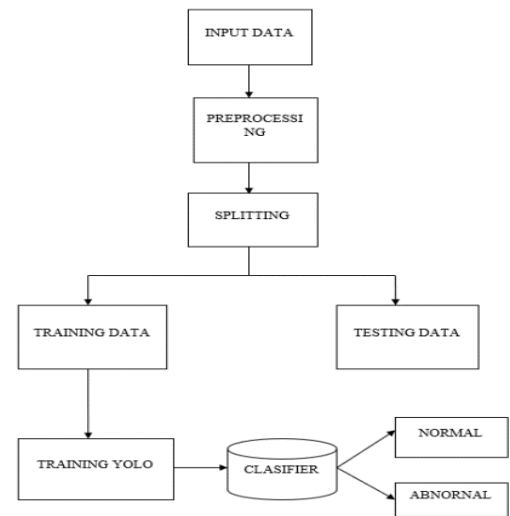 INPUT DATA
PREPROCESSI
NG
SPLITTING
TRAINING DATA
TESTING DATA
TRAINING YOLO
CLASIFIER
NORMAL
ABNORNAL